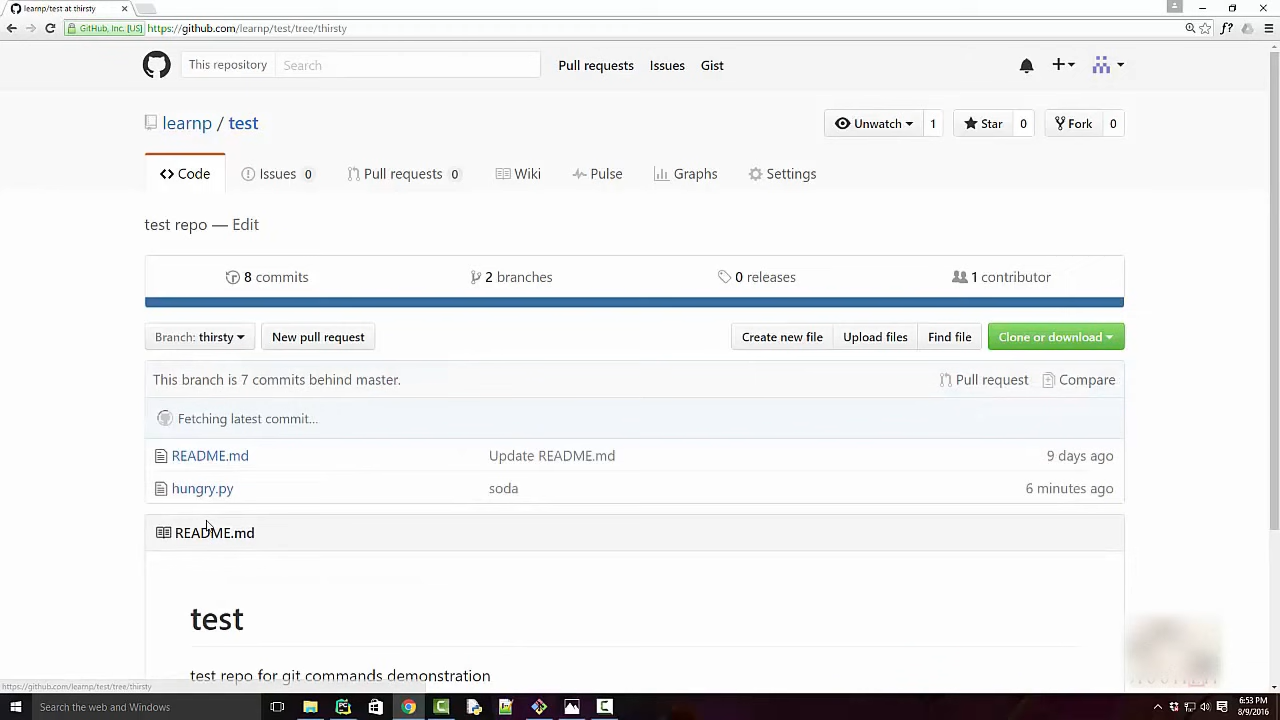 learnp/test at thirsty
GitHub, Inc. [US] https://github.com/learnp/test/tree/thirsty
This repository Search Pull requests Issues Gist
learnp / test Unwatch 1 Star 0 Fork 0
Code Issues 0 Pull requests 0 Wiki Pulse Graphs Settings
test repo — Edit
8 commits 2 branches 0 releases 1 contributor
Branch: thirsty New pull request Create new file Upload files Find file Clone or download
This branch is 7 commits behind master. Pull request Compare
Fetching latest commit…
README.md Update README.md 9 days ago
hungry.py soda 6 minutes ago
README.md
test
test repo for git commands demonstration
https://github.com/learnp/test/tree/thirsty
Search the web and Windows
6:53 PM
8/9/2016